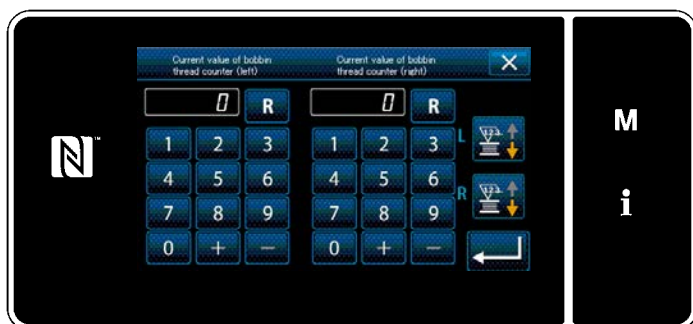 Current value of bobbin
thread counter (left)
Current value of bobbin
thread counter (right)
0 R
0 R
1 2 3
1 2 3
L
4 5 6
4 5 6
R
7 8 9
7 8 9
0 + −
0 + −
N
™
M
i